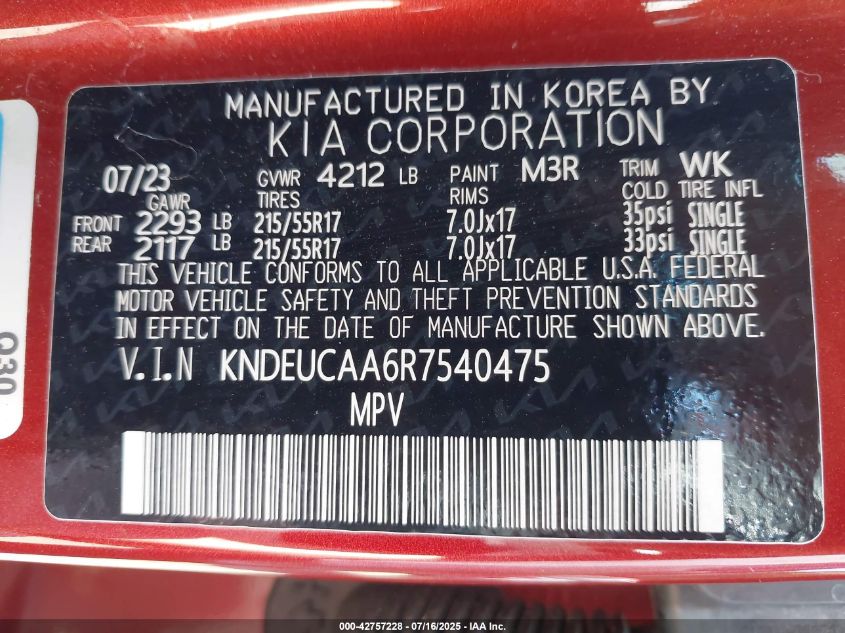 MANUFACTURED IN KOREA BY
KIA CORPORATION
07/23 GVWR 4212 LB PAINT M3R TRIM WK
GAWR TIRES RIMS COLD TIRE INFL
FRONT 2293 LB 215/55R17 7.0Jx17 35psi SINGLE
REAR 2117 LB 215/55R17 7.0Jx17 33psi SINGLE
THIS VEHICLE CONFORMS TO ALL APPLICABLE U.S.A. FEDERAL
MOTOR VEHICLE SAFETY AND THEFT PREVENTION STANDARDS
IN EFFECT ON THE DATE OF MANUFACTURE SHOWN ABOVE.
V.I.N KNDEUCAA6R7540475
MPV
Q30
000-42757228 - 07/16/2025 - IAA Inc.